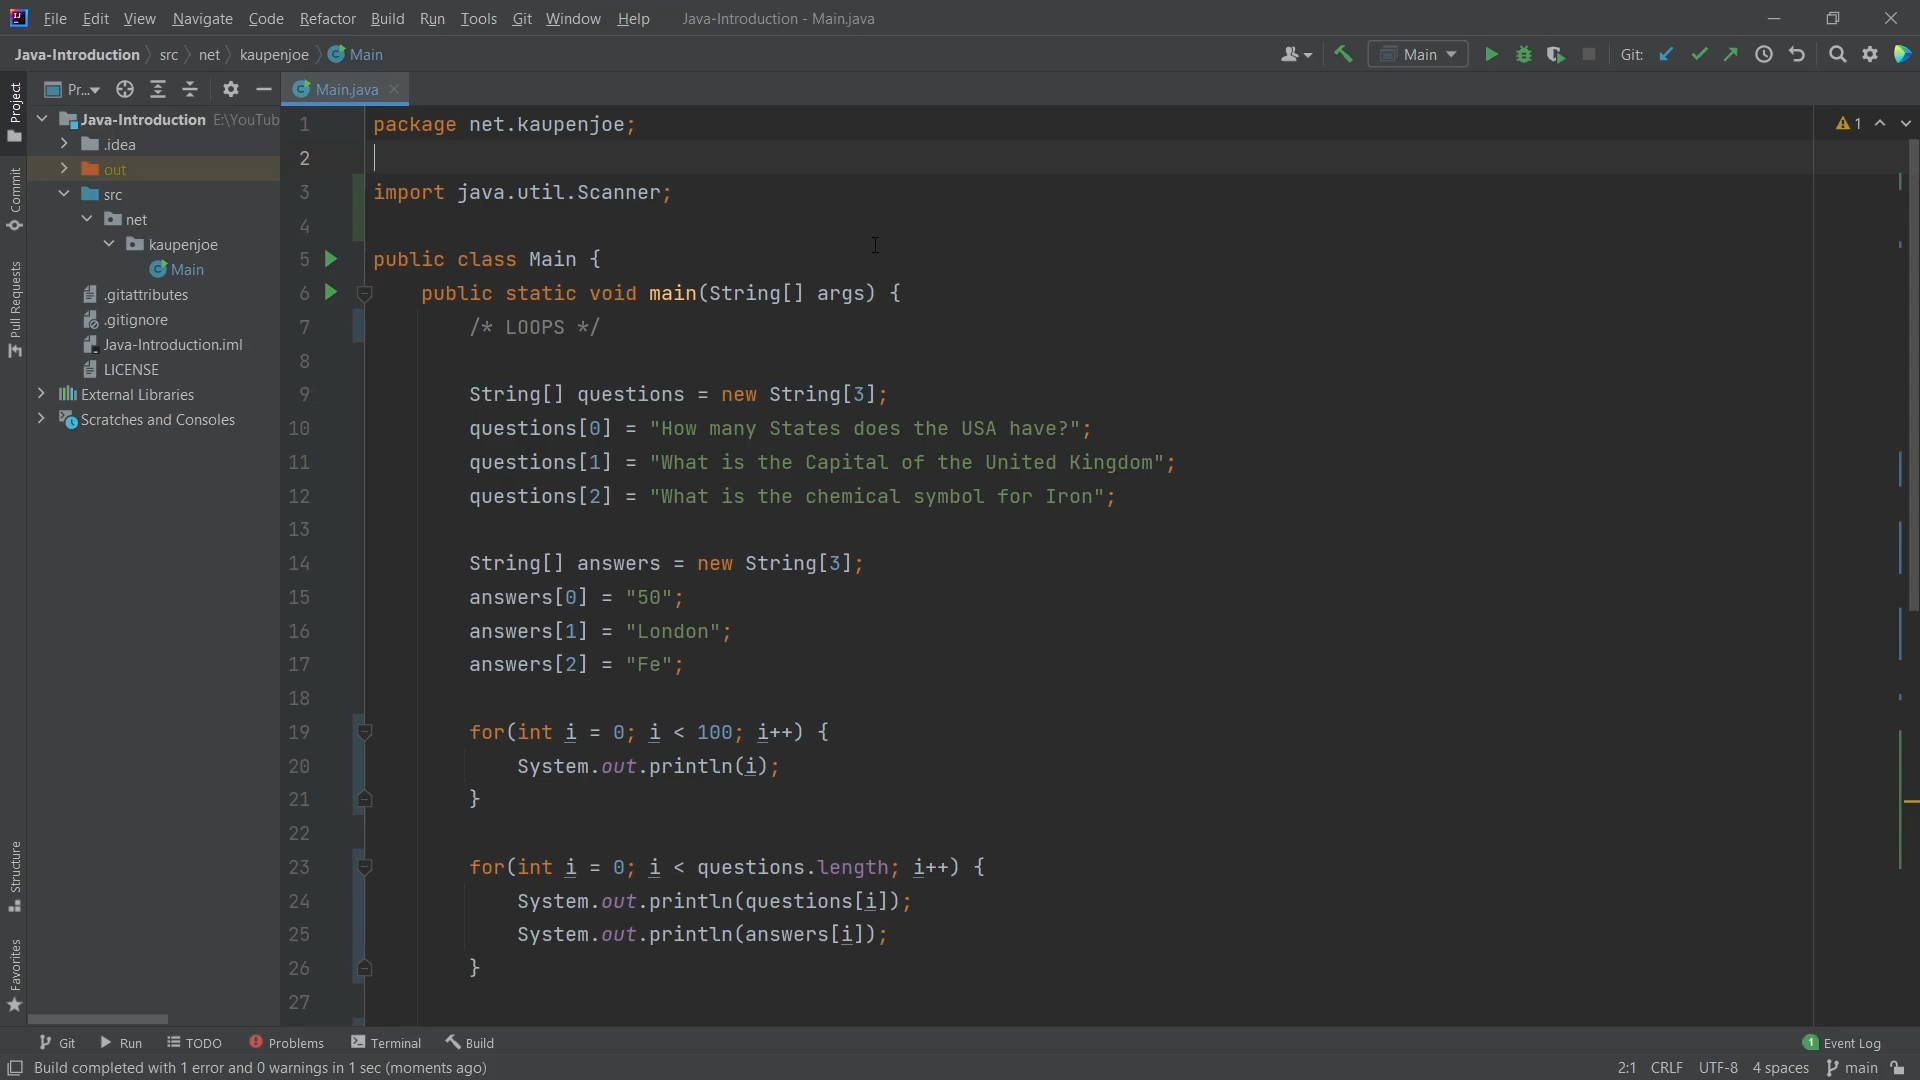 File Edit View Navigate Code Refactor Build Run Tools Git Window Help Java-Introduction - Main.java
Java-Introduction src net kaupenjoe Main Main Git:
Pr... Main.java
Project
Commit
Pull Requests
Structure
Favorites
Java-Introduction E:\YouTub
.idea
out
src
net
kaupenjoe
Main
.gitattributes
.gitignore
Java-Introduction.iml
LICENSE
External Libraries
Scratches and Consoles
1
1 package net.kaupenjoe;
2
3 import java.util.Scanner;
4
5 public class Main {
6 public static void main(String[] args) {
7 /* LOOPS */
8
9 String[] questions = new String[3];
10 questions[0] = "How many States does the USA have?";
11 questions[1] = "What is the Capital of the United Kingdom";
12 questions[2] = "What is the chemical symbol for Iron";
13
14 String[] answers = new String[3];
15 answers[0] = "50";
16 answers[1] = "London";
17 answers[2] = "Fe";
18
19 for(int i = 0; i < 100; i++) {
20 System.out.println(i);
21 }
22
23 for(int i = 0; i < questions.length; i++) {
24 System.out.println(questions[i]);
25 System.out.println(answers[i]);
26 }
27
Git Run TODO Problems Terminal Build 1 Event Log
Build completed with 1 error and 0 warnings in 1 sec (moments ago) 2:1 CRLF UTF-8 4 spaces main